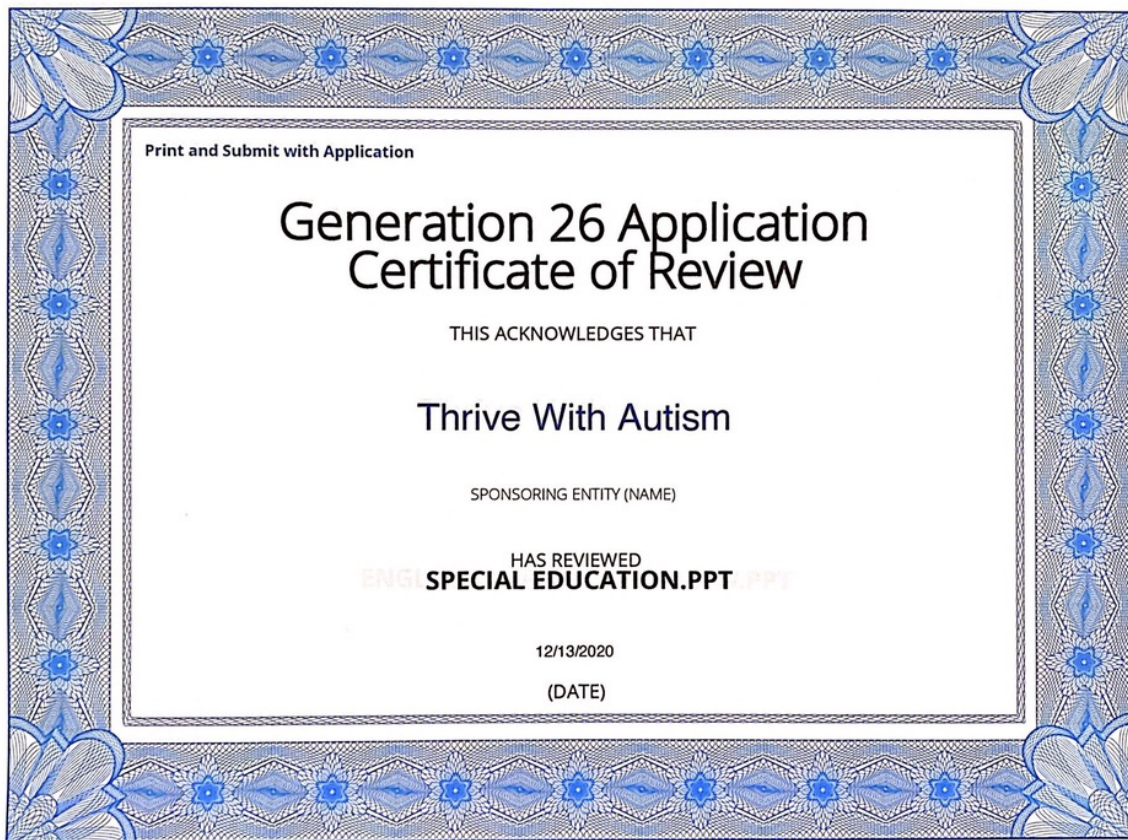 Print and Submit with Application
Generation 26 Application
Certificate of Review
THIS ACKNOWLEDGES THAT
Thrive With Autism
SPONSORING ENTITY (NAME)
HAS REVIEWED
SPECIAL EDUCATION.PPT
12/13/2020
(DATE)